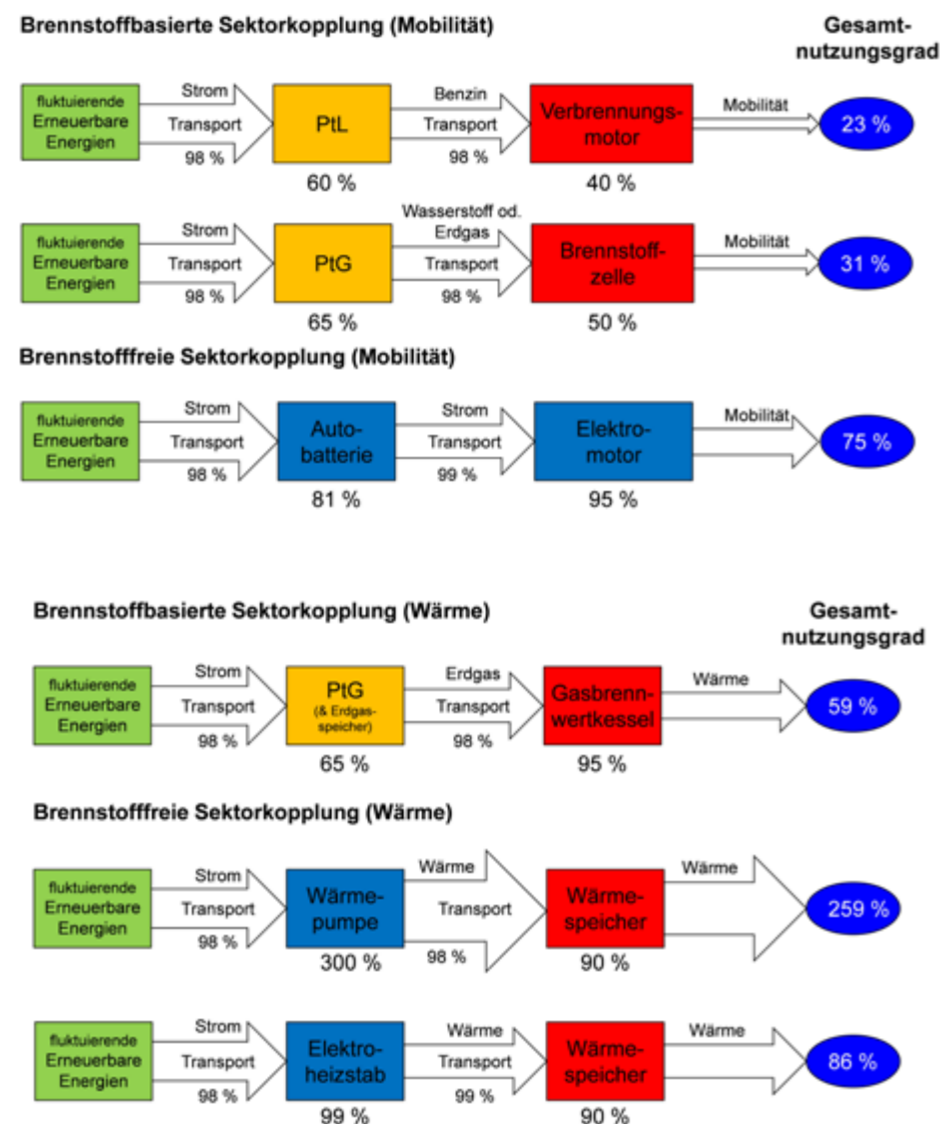 Brennstoffbasierte Sektorkopplung (Mobilität)
Gesamt-
nutzungsgrad
fluktuierende
Erneuerbare
Energien
Strom
Transport
98 %
PtL
60 %
Benzin
Transport
98 %
Verbrennungs-
motor
40 %
Mobilität
23 %
fluktuierende
Erneuerbare
Energien
Strom
Transport
98 %
PtG
65 %
Wasserstoff od.
Erdgas
Transport
98 %
Brennstoff-
zelle
50 %
Mobilität
31 %
Brennstofffreie Sektorkopplung (Mobilität)
fluktuierende
Erneuerbare
Energien
Strom
Transport
98 %
Auto-
batterie
81 %
Strom
Transport
99 %
Elektro-
motor
95 %
Mobilität
75 %
Brennstoffbasierte Sektorkopplung (Wärme)
Gesamt-
nutzungsgrad
fluktuierende
Erneuerbare
Energien
Strom
Transport
98 %
PtG
(& Erdgas-
speicher)
65 %
Erdgas
Transport
98 %
Gasbrenn-
wertkessel
95 %
Wärme
59 %
Brennstofffreie Sektorkopplung (Wärme)
fluktuierende
Erneuerbare
Energien
Strom
Transport
98 %
Wärme-
pumpe
300 %
Wärme
Transport
98 %
Wärme-
speicher
90 %
Wärme
259 %
fluktuierende
Erneuerbare
Energien
Strom
Transport
98 %
Elektro-
heizstab
99 %
Wärme
Transport
99 %
Wärme-
speicher
90 %
Wärme
86 %